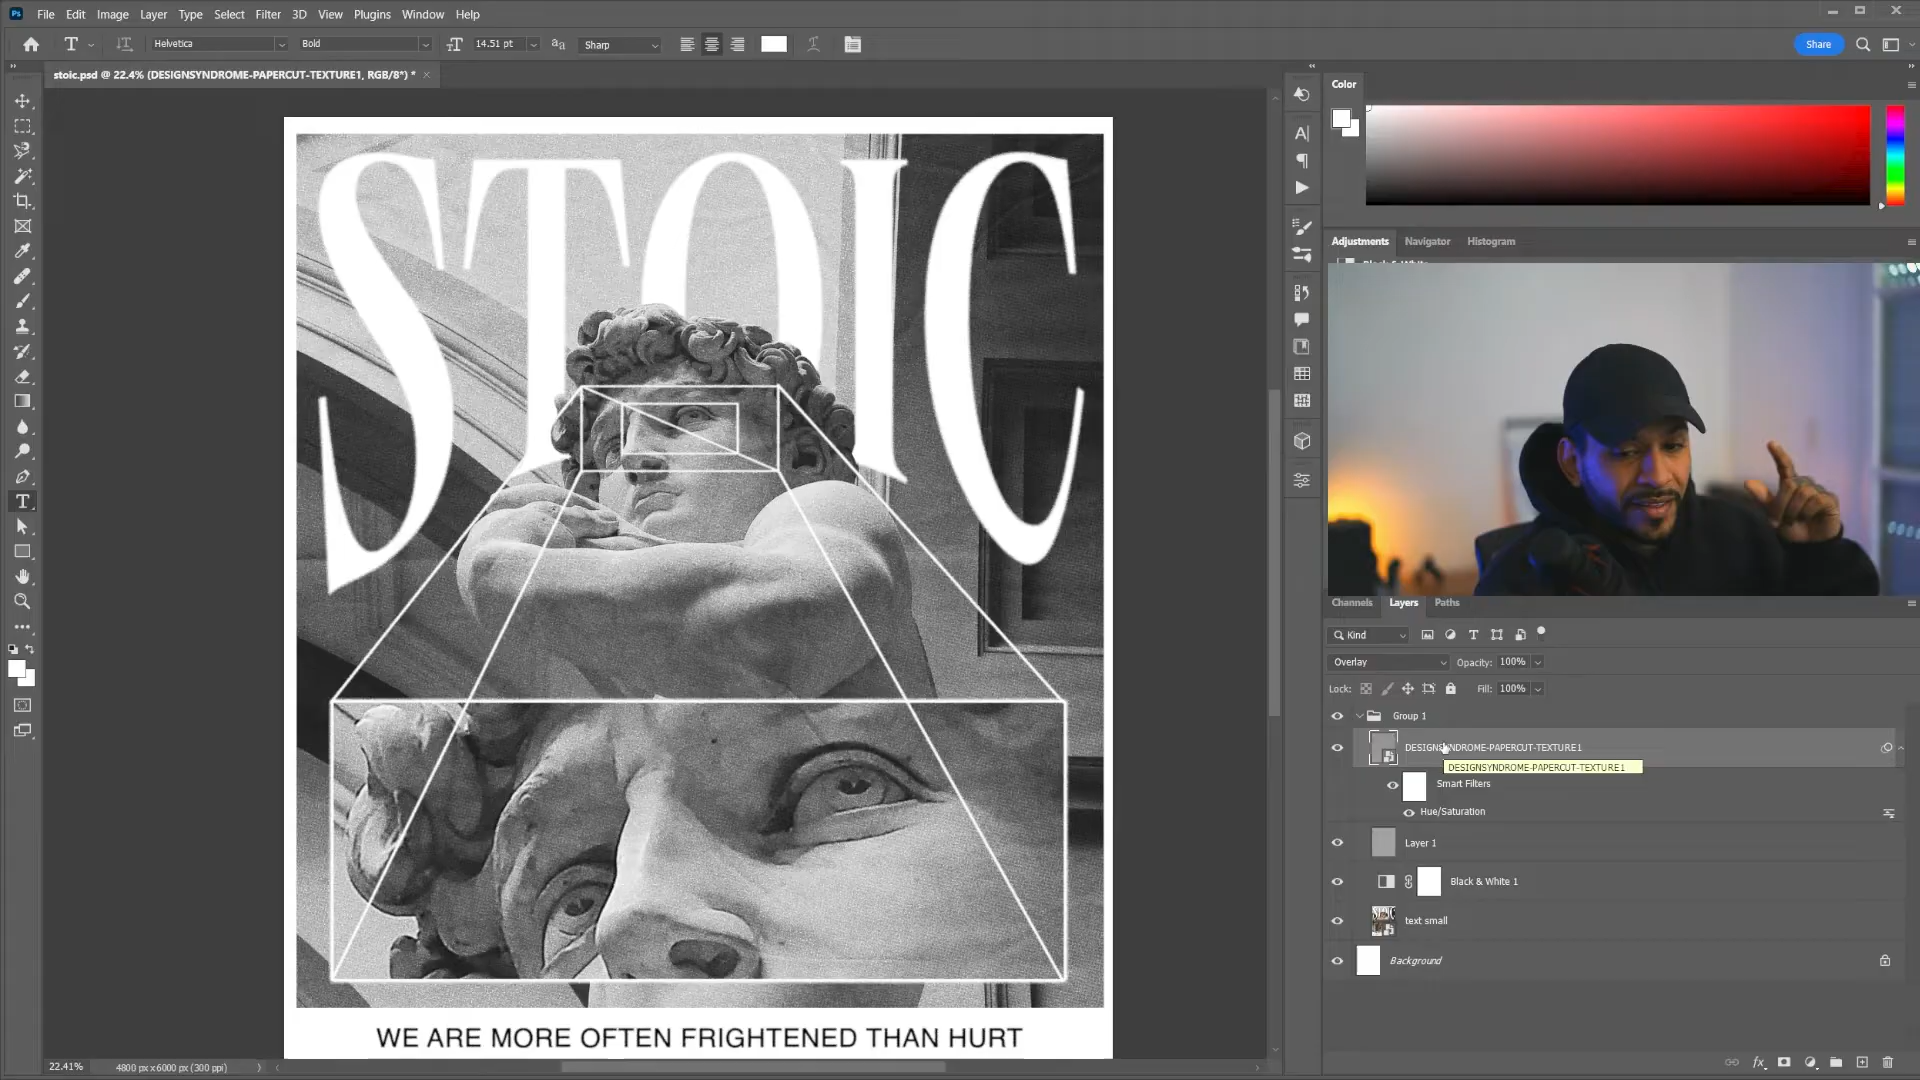 Ps File Edit Image Layer Type Select Filter 3D View Plugins Window Help
T Helvetica Bold 14.51 pt Sharp Share
stoic.psd @ 22.4% (DESIGNSYNDROME-PAPERCUT-TEXTURE1, RGB/8*) *
Color
Adjustments Navigator Histogram
STOIC
Channels Layers Paths
Kind
Overlay Opacity: 100%
Lock: Fill: 100%
Group 1
DESIGNSYNDROME-PAPERCUT-TEXTURE1
DESIGNSYNDROME-PAPERCUT-TEXTURE1
Smart Filters
Hue/Saturation
Layer 1
Black & White 1
text small
Background
WE ARE MORE OFTEN FRIGHTENED THAN HURT
22.41% 4800 px x 6000 px (300 ppi)